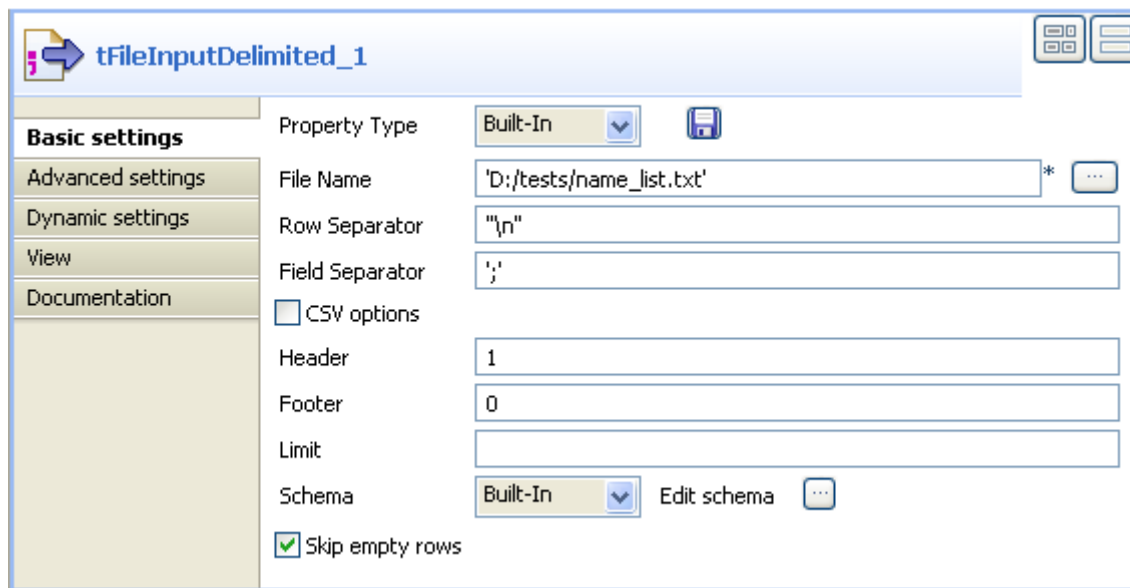 tFileInputDelimited_1
Basic settings
Advanced settings
Dynamic settings
View
Documentation
Property Type Built-In
File Name 'D:/tests/name_list.txt' * ...
Row Separator "\n"
Field Separator ';'
CSV options
Header 1
Footer 0
Limit
Schema Built-In Edit schema ...
Skip empty rows